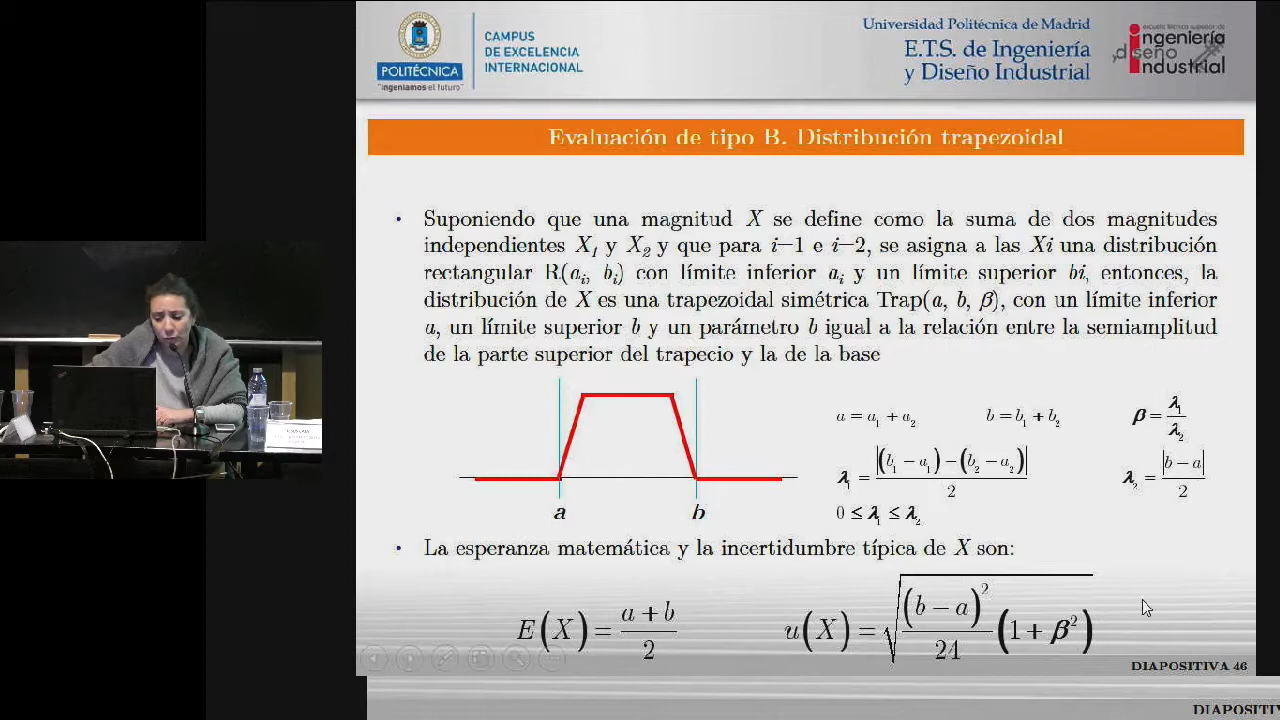 CAMPUS
DE EXCELENCIA
INTERNACIONAL
POLITÉCNICA
"Ingeniamos el futuro"
Universidad Politécnica de Madrid
E.T.S. de Ingeniería
y Diseño Industrial
escuela técnica superior de
ingeniería
y diseño
industrial
Evaluación de tipo B. Distribución trapezoidal
• Suponiendo que una magnitud X se define como la suma de dos magnitudes
independientes X1 y X2 y que para i=1 e i=2, se asigna a las Xi una distribución
rectangular R(ai, bi) con límite inferior ai y un límite superior bi, entonces, la
distribución de X es una trapezoidal simétrica Trap(a, b, β), con un límite inferior
a, un límite superior b y un parámetro b igual a la relación entre la semiamplitud
de la parte superior del trapecio y la de la base
a b
a = a1 + a2 b = b1 + b2 β = λ1/λ2
λ1 = |(b1 − a1) − (b2 − a2)|/2 λ2 = |b − a|/2
0 ≤ λ1 ≤ λ2
• La esperanza matemática y la incertidumbre típica de X son:
E(X) = (a + b)/2 u(X) = √((b − a)²/24 (1 + β²))
DIAPOSITIVA 46
DIAPOSITIV